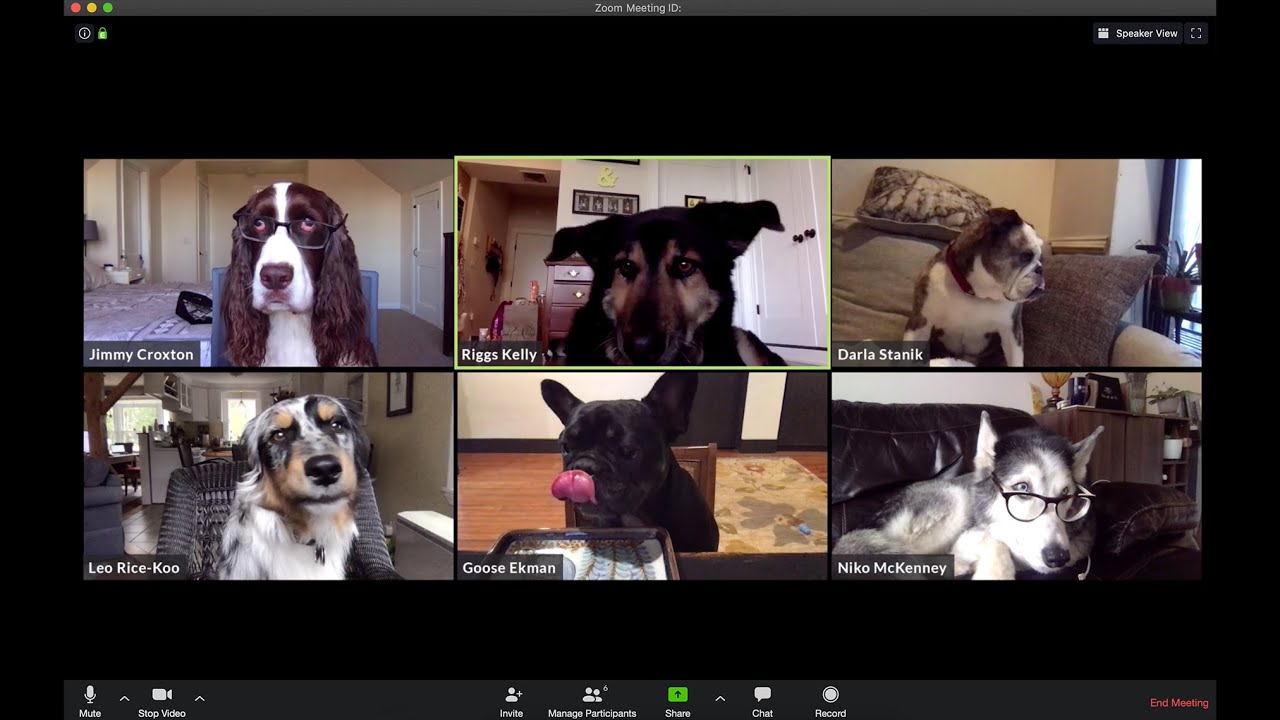 Zoom Meeting ID:
Speaker View
&
Jimmy Croxton
Riggs Kelly
Darla Stanik
Leo Rice-Koo
Goose Ekman
Niko McKenney
Mute
Stop Video
Invite
6
Manage Participants
Share
Chat
Record
End Meeting